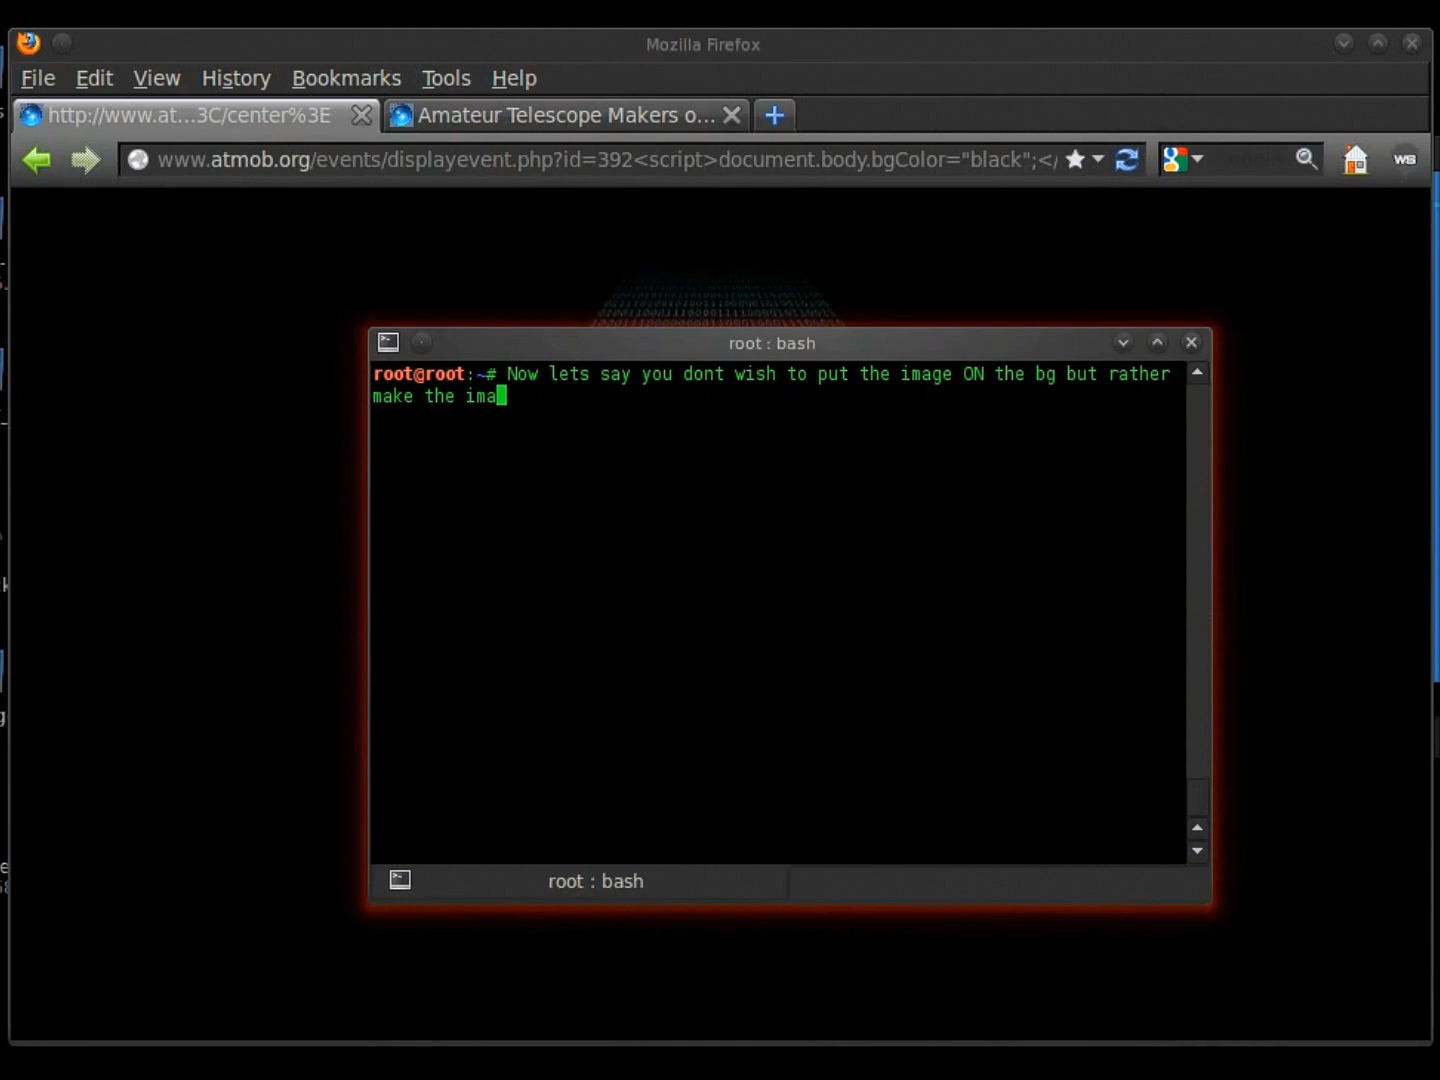 Mozilla Firefox
File Edit View History Bookmarks Tools Help
http://www.at...3C/center%3E Amateur Telescope Makers o...
www.atmob.org/events/displayevent.php?id=392<script>document.body.bgColor="black";</
WS
root : bash
root@root:~# Now lets say you dont wish to put the image ON the bg but rather
make the ima
root : bash